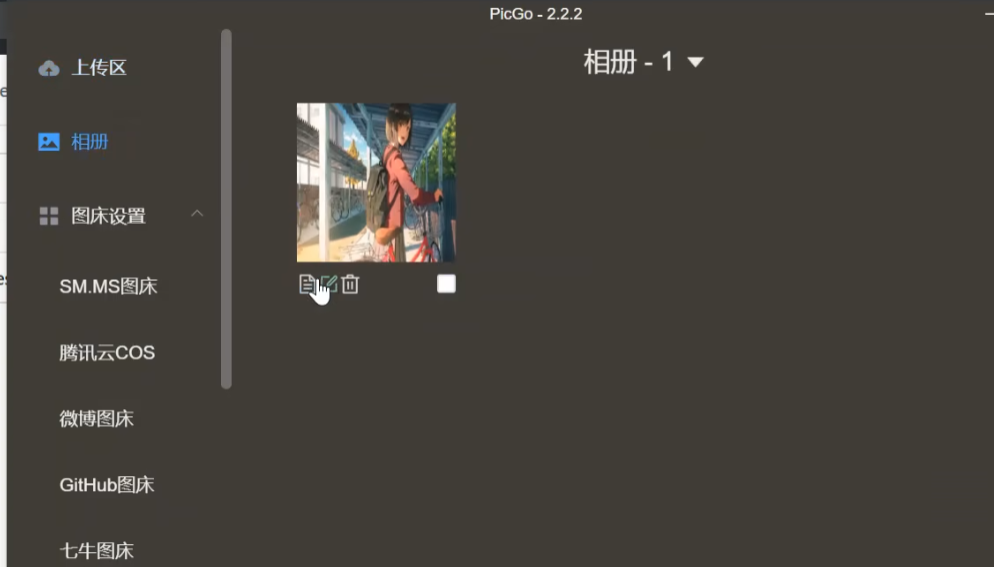 PicGo - 2.2.2
上传区
相册
图床设置
SM.MS图床
腾讯云COS
微博图床
GitHub图床
七牛图床
相册 - 1